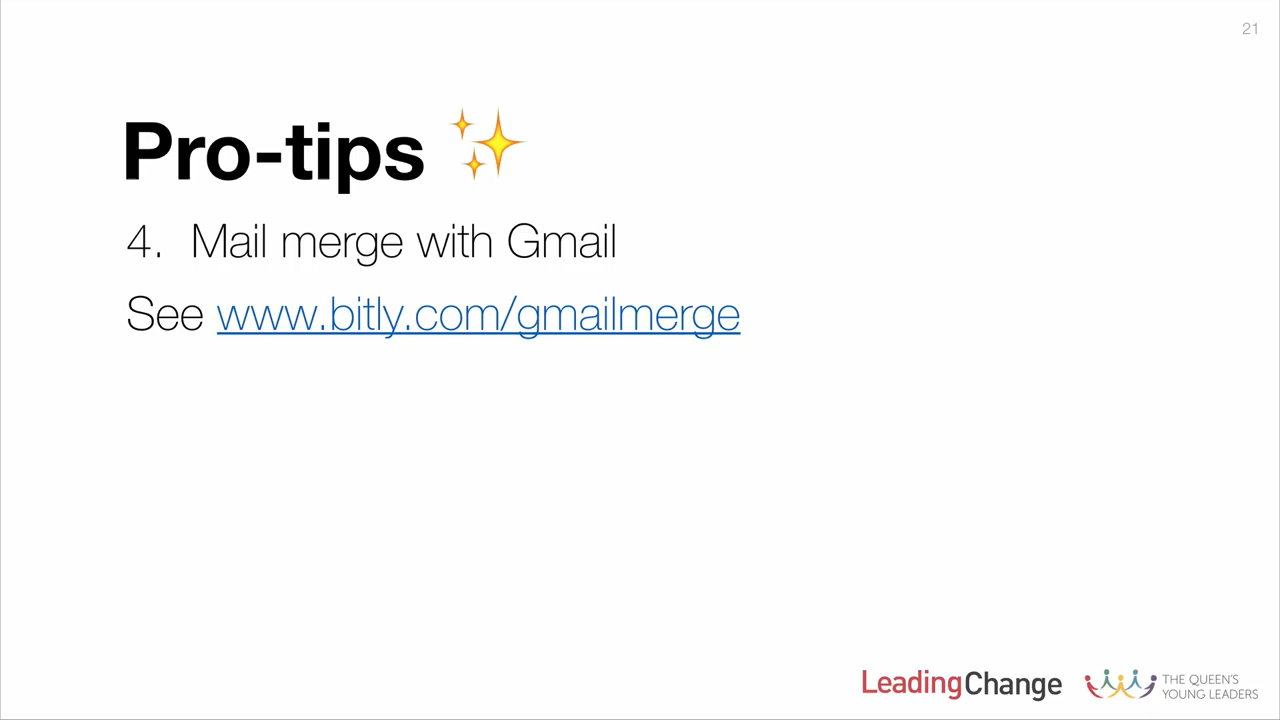 21
Pro-tips ✨
4. Mail merge with Gmail
See www.bitly.com/gmailmerge
LeadingChange
THE QUEEN'S
YOUNG LEADERS